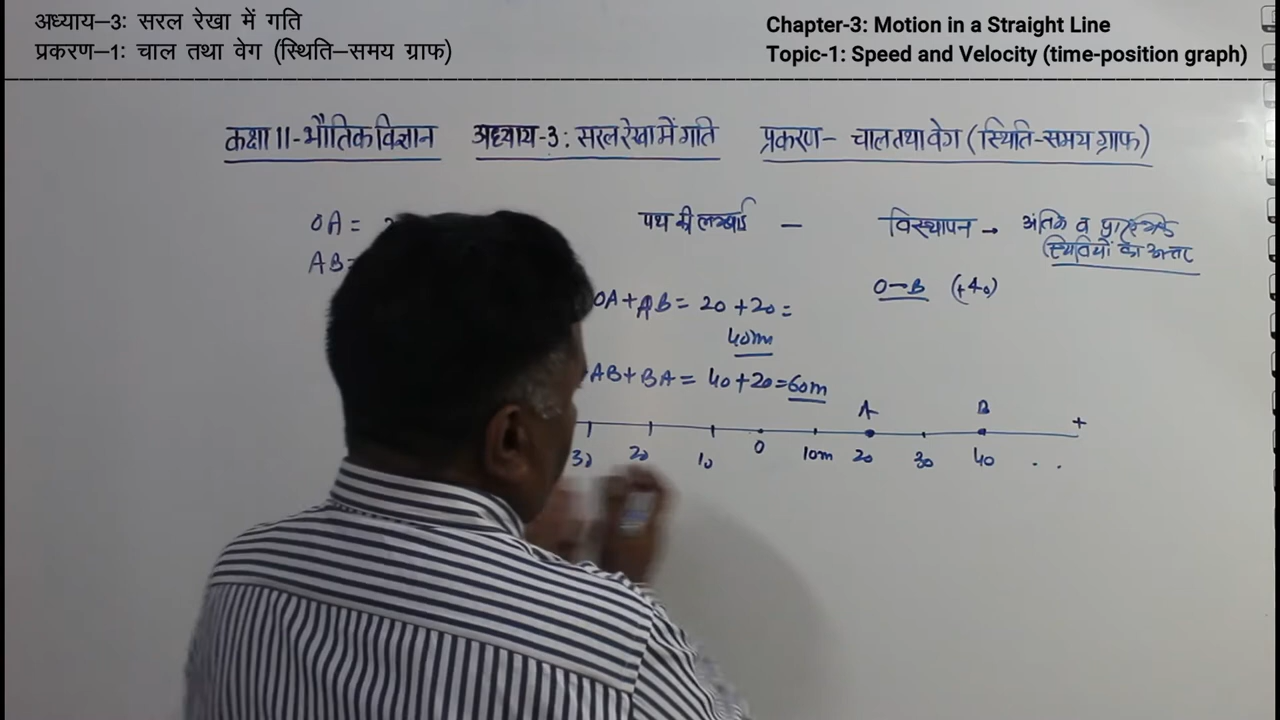 अध्याय–3: सरल रेखा में गति
प्रकरण–1: चाल तथा वेग (स्थिति–समय ग्राफ)
Chapter-3: Motion in a Straight Line
Topic-1: Speed and Velocity (time-position graph)
कक्षा 11 - भौतिक विज्ञान अध्याय-3: सरल रेखा में गति प्रकरण- चाल तथा वेग (स्थिति-समय ग्राफ)
OA =
AB=
पथ की लम्बाई —
विस्थापन → अंतिम व
स्थितियों का अन्तर
O→B (+40)
OA+AB= 20 +20 =
40m
AB+BA = 40+20=60m
A B +
30 20 10 0 10m 20 30 40 . .